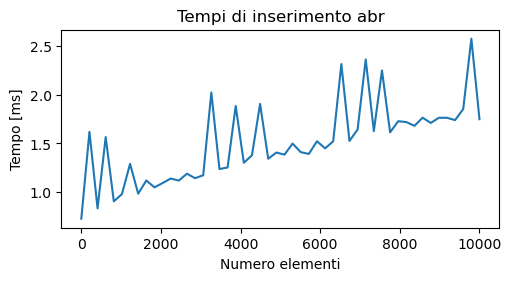 Tempi di inserimento abr
Tempo [ms]
2.5
2.0
1.5
1.0
0 2000 4000 6000 8000 10000
Numero elementi